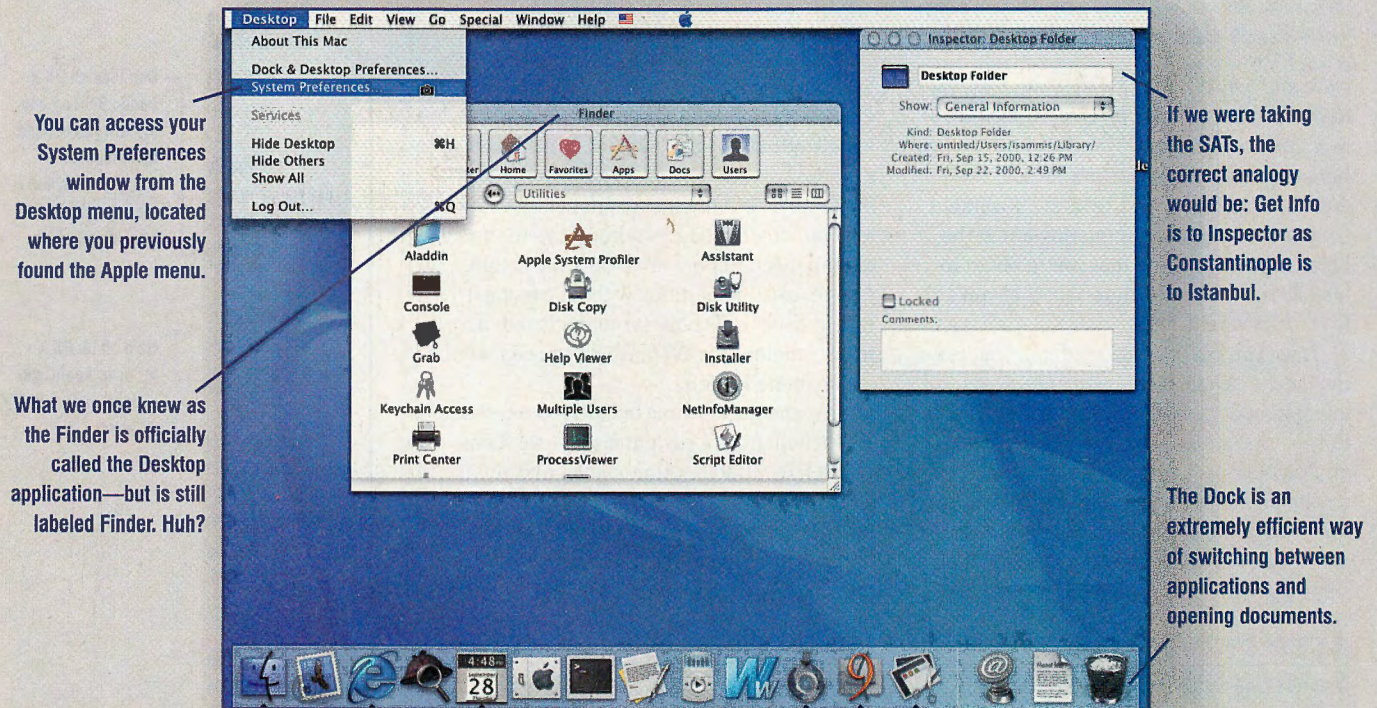 Desktop File Edit View Go Special Window Help
About This Mac
Dock & Desktop Preferences...
System Preferences...
Services
Hide Desktop ⌘H
Hide Others
Show All
Log Out... ⌘Q
Finder
Home Favorites Apps Docs Users
Utilities
Aladdin Apple System Profiler Assistant
Console Disk Copy Disk Utility
Grab Help Viewer Installer
Keychain Access Multiple Users NetInfoManager
Print Center ProcessViewer Script Editor
Inspector: Desktop Folder
Desktop Folder
Show: General Information
Kind: Desktop Folder
Where: untitled/Users/isammis/Library/
Created: Fri, Sep 15, 2000, 12:26 PM
Modified: Fri, Sep 22, 2000, 2:49 PM
Locked
Comments:
You can access your
System Preferences
window from the
Desktop menu, located
where you previously
found the Apple menu.
What we once knew as
the Finder is officially
called the Desktop
application—but is still
labeled Finder. Huh?
If we were taking
the SATs, the
correct analogy
would be: Get Info
is to Inspector as
Constantinople is
to Istanbul.
The Dock is an
extremely efficient way
of switching between
applications and
opening documents.
4:48
28
9
@